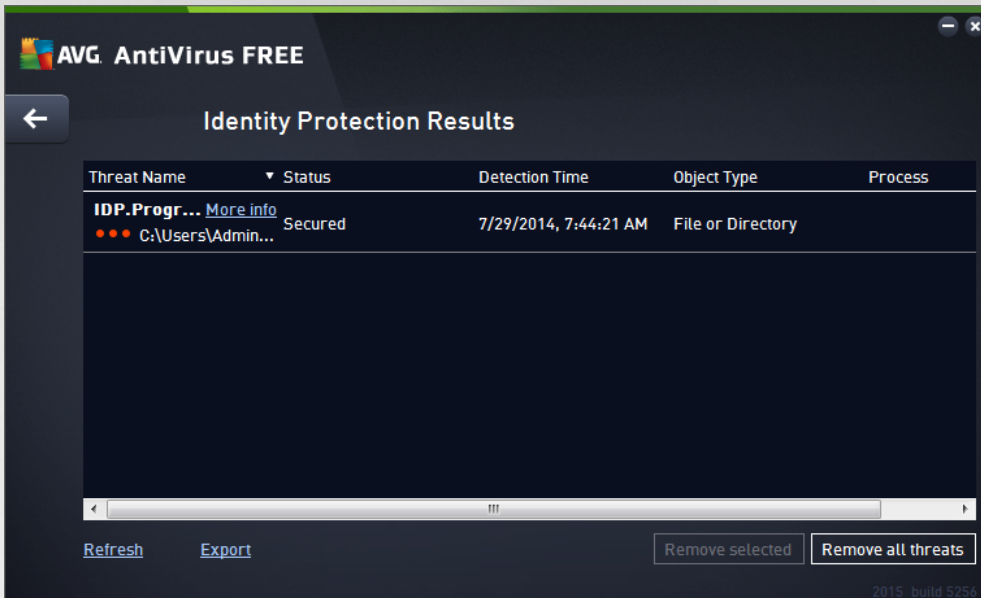 AVG AntiVirus FREE
Identity Protection Results
Threat Name Status Detection Time Object Type Process
IDP.Progr... More info
Secured 7/29/2014, 7:44:21 AM File or Directory
C:\Users\Admin...
Refresh Export Remove selected Remove all threats
2015 build 5256